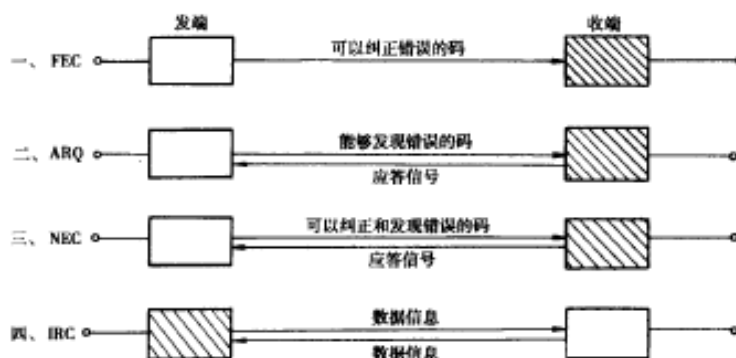 发端 收端
一、FEC 可以纠正错误的码
二、ARQ 能够发现错误的码
应答信号
三、NEC 可以纠正和发现错误的码
应答信号
四、IRC 数据信息
数据信息